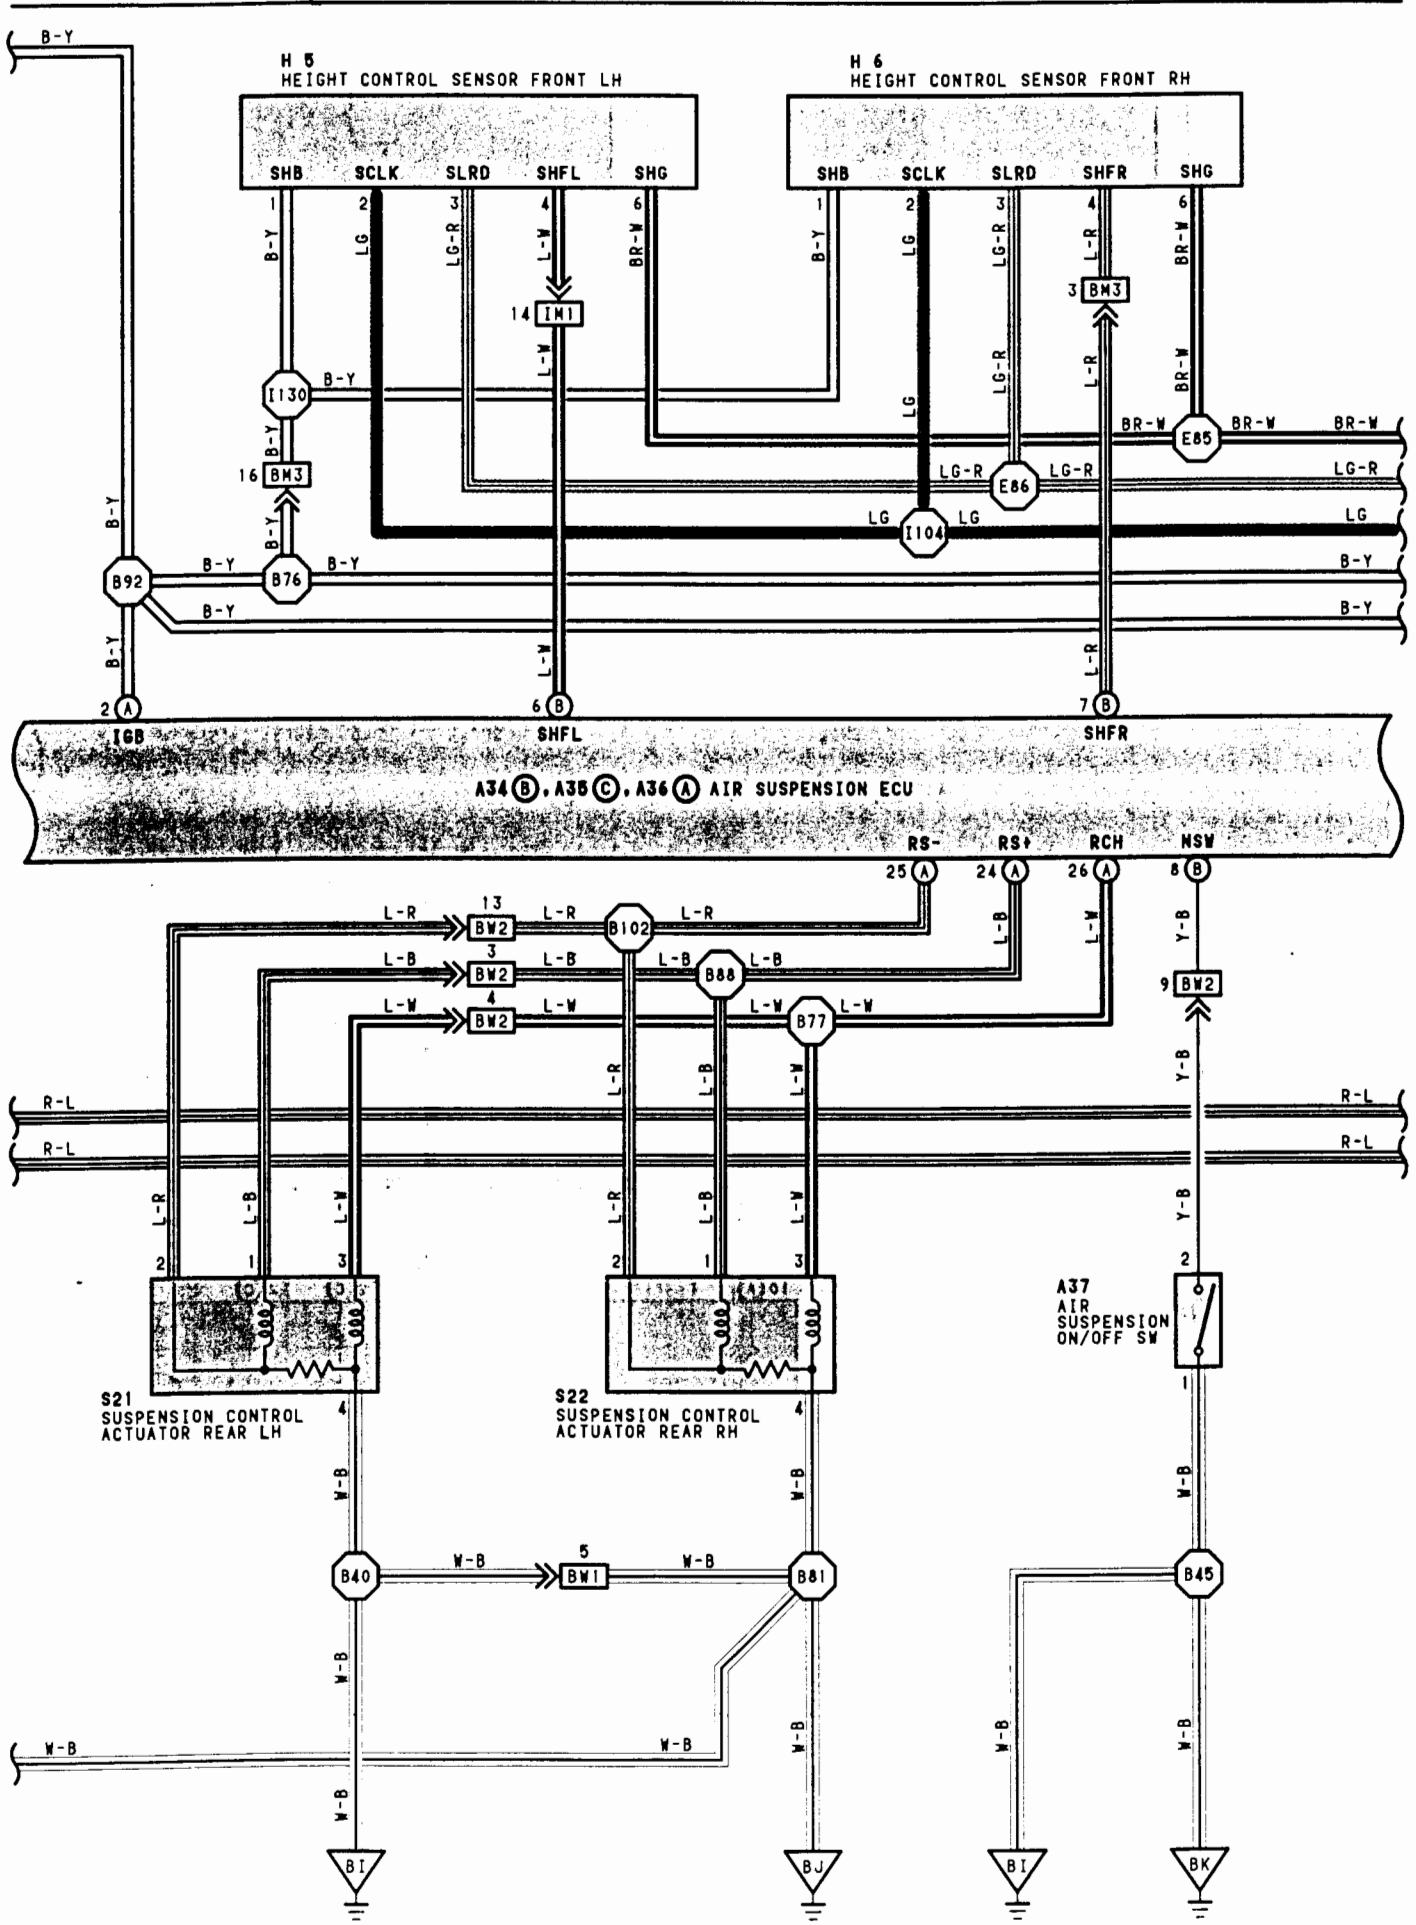 B-Y
H 5
HEIGHT CONTROL SENSOR FRONT LH
H 6
HEIGHT CONTROL SENSOR FRONT RH
SHB SCLK SLRD SHFL SHG
SHB SCLK SLRD SHFR SHG
1 2 3 4 6
1 2 3 4 6
B-Y LG LG-R L-W BR-W
B-Y LG LG-R L-R BR-W
3 BM3
14 IM1
L-W LG-R L-R BR-W
I130 B-Y
LG
B-Y
BR-W E85 BR-W BR-W
16 BM3
LG-R E86 LG-R LG-R
B-Y B-Y
LG I104 LG LG
B92 B-Y B76 B-Y B-Y
B-Y B-Y
B-Y L-W L-R
2 A 6 B 7 B
IGB SHFL SHFR
A34 B , A35 C , A36 A AIR SUSPENSION ECU
RS- RS+ RCH NSW
25 A 24 A 26 A 8 B
13
L-R BW2 L-R B102 L-R
L-B L-W Y-B
3
L-B BW2 L-B L-B B88 L-B
9 BW2
4
L-W BW2 L-W L-W B77 L-W
L-R L-B L-W Y-B
R-L R-L
R-L R-L
L-R L-B L-W L-R L-B L-W Y-B
2 1 3 2 1 3 2
A37
AIR
SUSPENSION
ON/OFF SW
1
S21
SUSPENSION CONTROL
ACTUATOR REAR LH
4
S22
SUSPENSION CONTROL
ACTUATOR REAR RH
4
W-B W-B W-B
5
B40 W-B BW1 W-B B81 B45
W-B
W-B W-B W-B W-B W-B
W-B
BI BJ BI BK